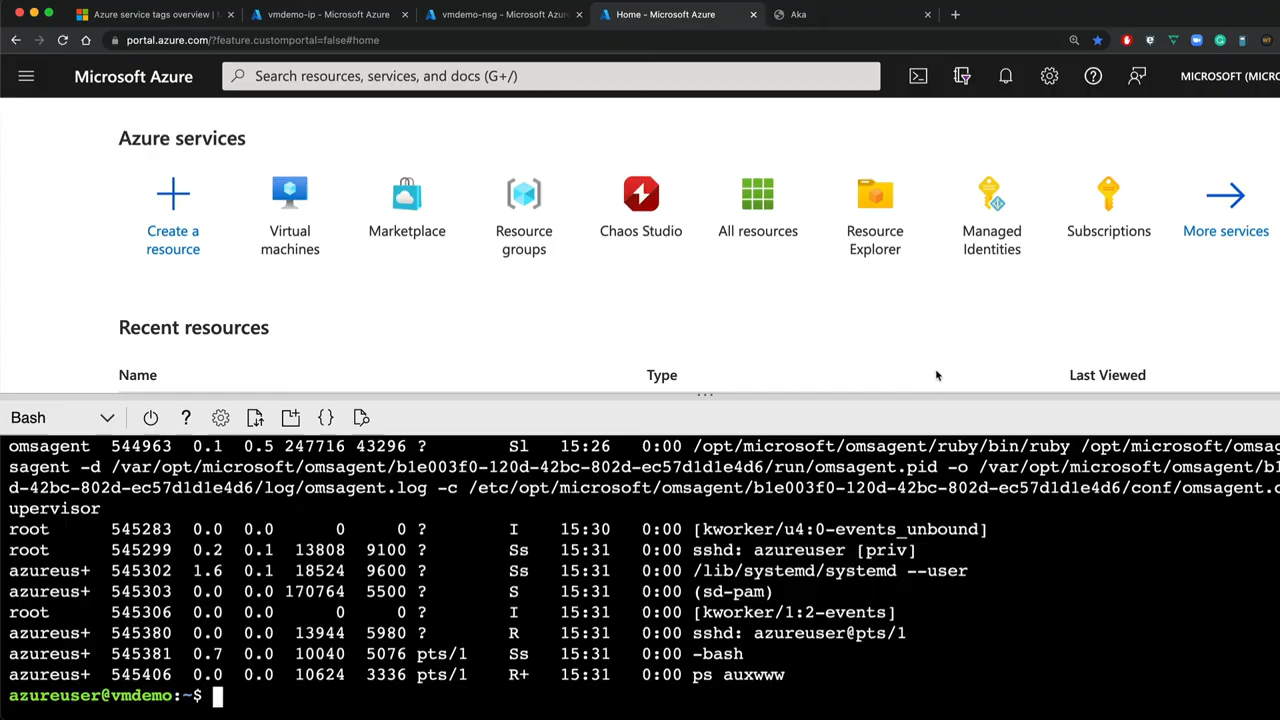 Azure service tags overview | M
vmdemo-ip - Microsoft Azure
vmdemo-nsg - Microsoft Azure
Home - Microsoft Azure
Aka
portal.azure.com/?feature.customportal=false#home
Microsoft Azure
Search resources, services, and docs (G+/)
MICROSOFT (MICRO
Azure services
Create a resource
Virtual machines
Marketplace
Resource groups
Chaos Studio
All resources
Resource Explorer
Managed Identities
Subscriptions
More services
Recent resources
Name Type Last Viewed
Bash
omsagent 544963 0.1 0.5 247716 43296 ? Sl 15:26 0:00 /opt/microsoft/omsagent/ruby/bin/ruby /opt/microsoft/omsag
sagent -d /var/opt/microsoft/omsagent/b1e003f0-120d-42bc-802d-ec57d1d1e4d6/run/omsagent.pid -o /var/opt/microsoft/omsagent/b1
d-42bc-802d-ec57d1d1e4d6/log/omsagent.log -c /etc/opt/microsoft/omsagent/b1e003f0-120d-42bc-802d-ec57d1d1e4d6/conf/omsagent.c
upervisor
root 545283 0.0 0.0 0 0 ? I 15:30 0:00 [kworker/u4:0-events_unbound]
root 545299 0.2 0.1 13808 9100 ? Ss 15:31 0:00 sshd: azureuser [priv]
azureus+ 545302 1.6 0.1 18524 9600 ? Ss 15:31 0:00 /lib/systemd/systemd --user
azureus+ 545303 0.0 0.0 170764 5500 ? S 15:31 0:00 (sd-pam)
root 545306 0.0 0.0 0 0 ? I 15:31 0:00 [kworker/1:2-events]
azureus+ 545380 0.0 0.0 13944 5980 ? R 15:31 0:00 sshd: azureuser@pts/1
azureus+ 545381 0.7 0.0 10040 5076 pts/1 Ss 15:31 0:00 -bash
azureus+ 545406 0.0 0.0 10624 3336 pts/1 R+ 15:31 0:00 ps auxwww
azureuser@vmdemo:~$